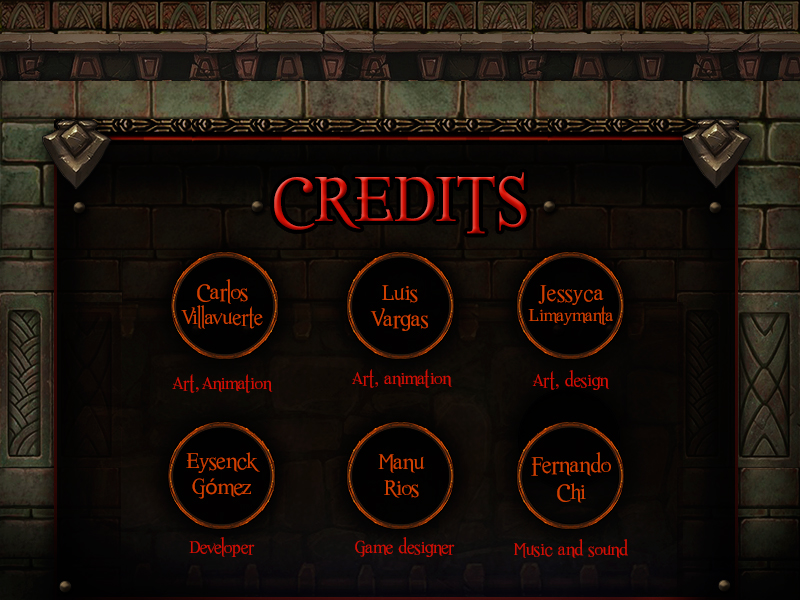 CREDITS
Carlos
Villavuerte
Luis
Vargas
Jessyca
Limaymanta
Art, Animation
Art, animation
Art, design
Eysenck
Gómez
Manu
Rios
Fernando
Chi
Developer
Game designer
Music and sound